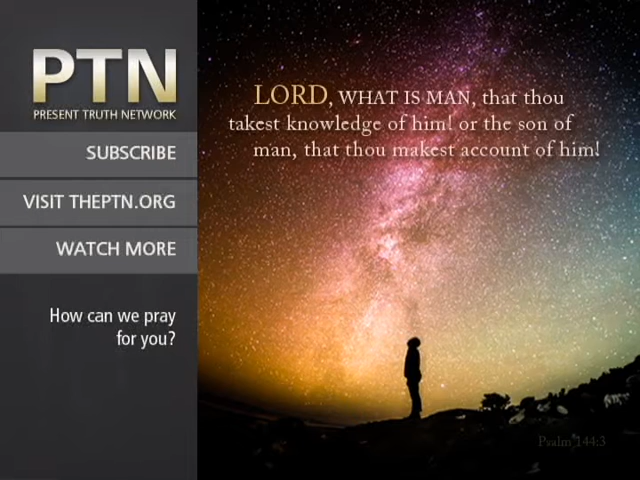 PTN
PRESENT TRUTH NETWORK
SUBSCRIBE
VISIT THEPTN.ORG
WATCH MORE
How can we pray
for you?
LORD, WHAT IS MAN, that thou
takest knowledge of him! or the son of
man, that thou makest account of him!
Psalm 144:3